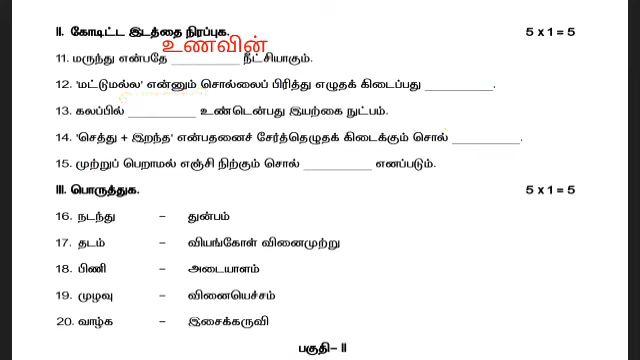 II. கோடிட்ட இடத்தை நிரப்புக. 5 x 1 = 5
உணவின்
11. மருந்து என்பதே __________ நீட்சியாகும்.
12. 'மட்டுமல்ல' என்னும் சொல்லைப் பிரித்து எழுதக் கிடைப்பது __________.
13. கலப்பில் __________ உண்டென்பது இயற்கை நுட்பம்.
14. 'செத்து + இறந்த' என்பதனைச் சேர்த்தெழுதக் கிடைக்கும் சொல் __________.
15. முற்றுப் பெறாமல் எஞ்சி நிற்கும் சொல் __________ எனப்படும்.
III. பொருத்துக. 5 x 1 = 5
16. நடந்து – துன்பம்
17. தடம் – வியங்கோள் வினைமுற்று
18. பிணி – அடையாளம்
19. முழவு – வினையெச்சம்
20. வாழ்க – இசைக்கருவி
பகுதி– II